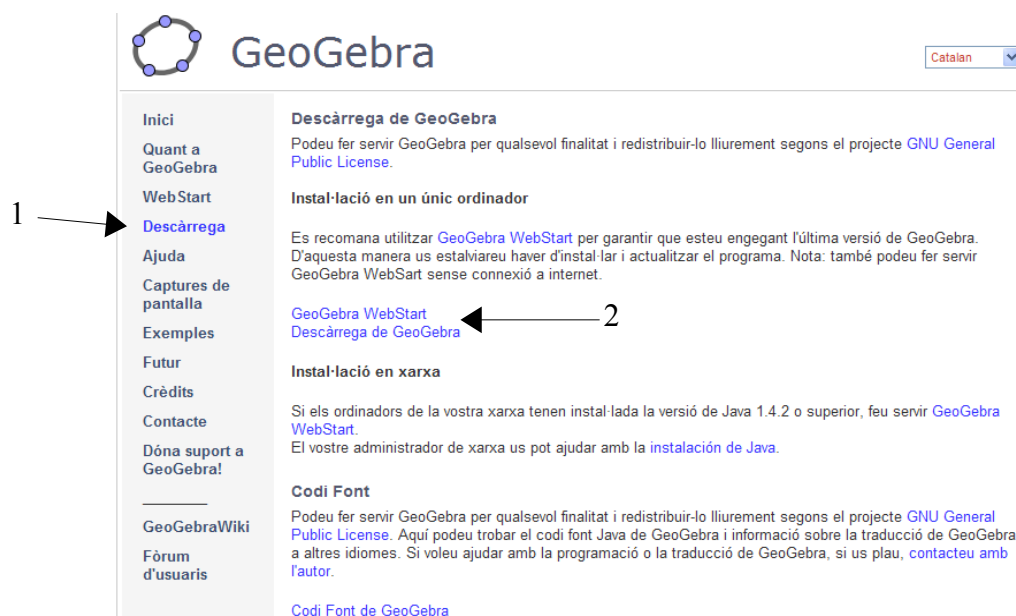 GeoGebra
Catalan
Inici
Quant a
GeoGebra
WebStart
1
Descàrrega
Ajuda
Captures de
pantalla
Exemples
Futur
Crèdits
Contacte
Dóna suport a
GeoGebra!
GeoGebraWiki
Fòrum
d'usuaris
Descàrrega de GeoGebra
Podeu fer servir GeoGebra per qualsevol finalitat i redistribuir-lo lliurement segons el projecte GNU General
Public License.
Instal·lació en un únic ordinador
Es recomana utilitzar GeoGebra WebStart per garantir que esteu engegant l'última versió de GeoGebra.
D'aquesta manera us estalviareu haver d'instal·lar i actualitzar el programa. Nota: també podeu fer servir
GeoGebra WebSart sense connexió a internet.
GeoGebra WebStart
2
Descàrrega de GeoGebra
Instal·lació en xarxa
Si els ordinadors de la vostra xarxa tenen instal·lada la versió de Java 1.4.2 o superior, feu servir GeoGebra
WebStart.
El vostre administrador de xarxa us pot ajudar amb la instalación de Java.
Codi Font
Podeu fer servir GeoGebra per qualsevol finalitat i redistribuir-lo lliurement segons el projecte GNU General
Public License. Aquí podeu trobar el codi font Java de GeoGebra i informació sobre la traducció de GeoGebra
a altres idiomes. Si voleu ajudar amb la programació o la traducció de GeoGebra, si us plau, contacteu amb
l'autor.
Codi Font de GeoGebra